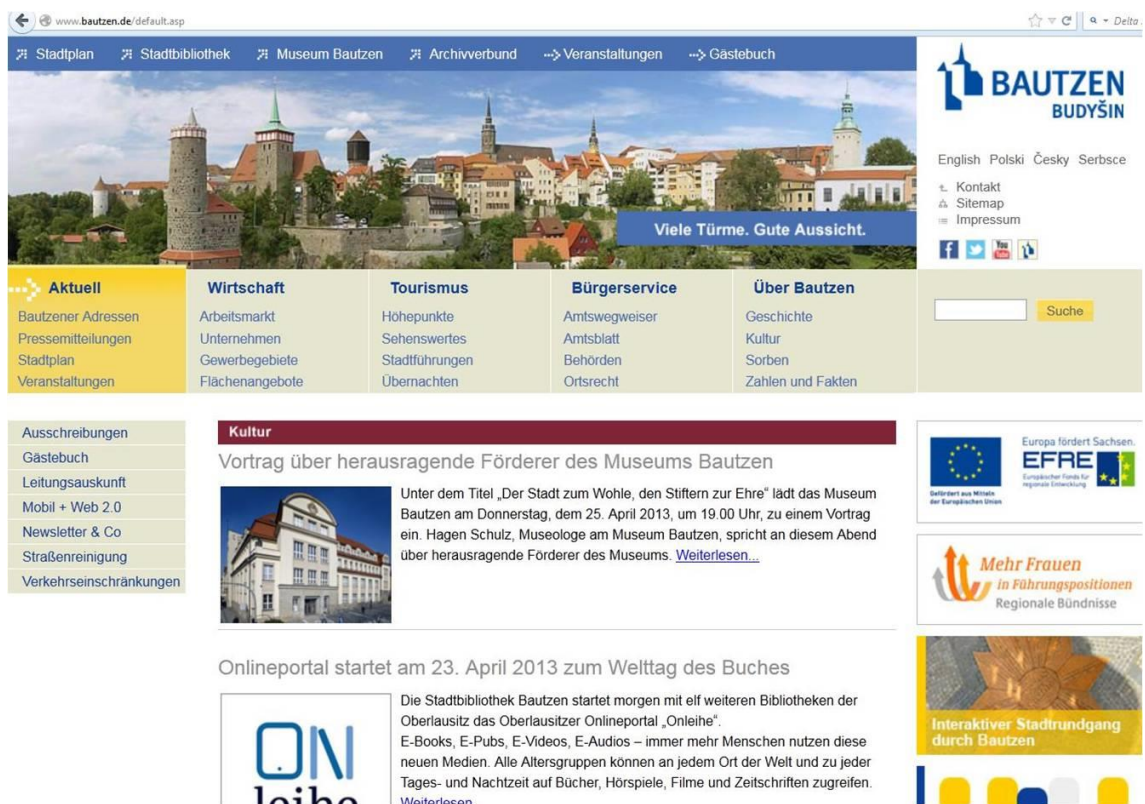 www.bautzen.de/default.asp
Delta
Stadtplan Stadtbibliothek Museum Bautzen Archivverbund Veranstaltungen Gästebuch
BAUTZEN
BUDYŠIN
Viele Türme. Gute Aussicht.
English Polski Česky Serbsce
Kontakt
Sitemap
Impressum
You
Tube
Aktuell
Bautzener Adressen
Pressemitteilungen
Stadtplan
Veranstaltungen
Wirtschaft
Arbeitsmarkt
Unternehmen
Gewerbegebiete
Flächenangebote
Tourismus
Höhepunkte
Sehenswertes
Stadtführungen
Übernachten
Bürgerservice
Amtswegweiser
Amtsblatt
Behörden
Ortsrecht
Über Bautzen
Geschichte
Kultur
Sorben
Zahlen und Fakten
Suche
Ausschreibungen
Gästebuch
Leitungsauskunft
Mobil + Web 2.0
Newsletter & Co
Straßenreinigung
Verkehrseinschränkungen
Kultur
Vortrag über herausragende Förderer des Museums Bautzen
Unter dem Titel „Der Stadt zum Wohle, den Stiftern zur Ehre“ lädt das Museum
Bautzen am Donnerstag, dem 25. April 2013, um 19.00 Uhr, zu einem Vortrag
ein. Hagen Schulz, Museologe am Museum Bautzen, spricht an diesem Abend
über herausragende Förderer des Museums. Weiterlesen...
Onlineportal startet am 23. April 2013 zum Welttag des Buches
ON
leihe
Die Stadtbibliothek Bautzen startet morgen mit elf weiteren Bibliotheken der
Oberlausitz das Oberlausitzer Onlineportal „Onleihe“.
E-Books, E-Pubs, E-Videos, E-Audios – immer mehr Menschen nutzen diese
neuen Medien. Alle Altersgruppen können an jedem Ort der Welt und zu jeder
Tages- und Nachtzeit auf Bücher, Hörspiele, Filme und Zeitschriften zugreifen.
Weiterlesen
Europa fördert Sachsen.
EFRE
Europäischer Fonds für
regionale Entwicklung
Gefördert aus Mitteln
der Europäischen Union
Mehr Frauen
in Führungspositionen
Regionale Bündnisse
Interaktiver Stadtrundgang
durch Bautzen